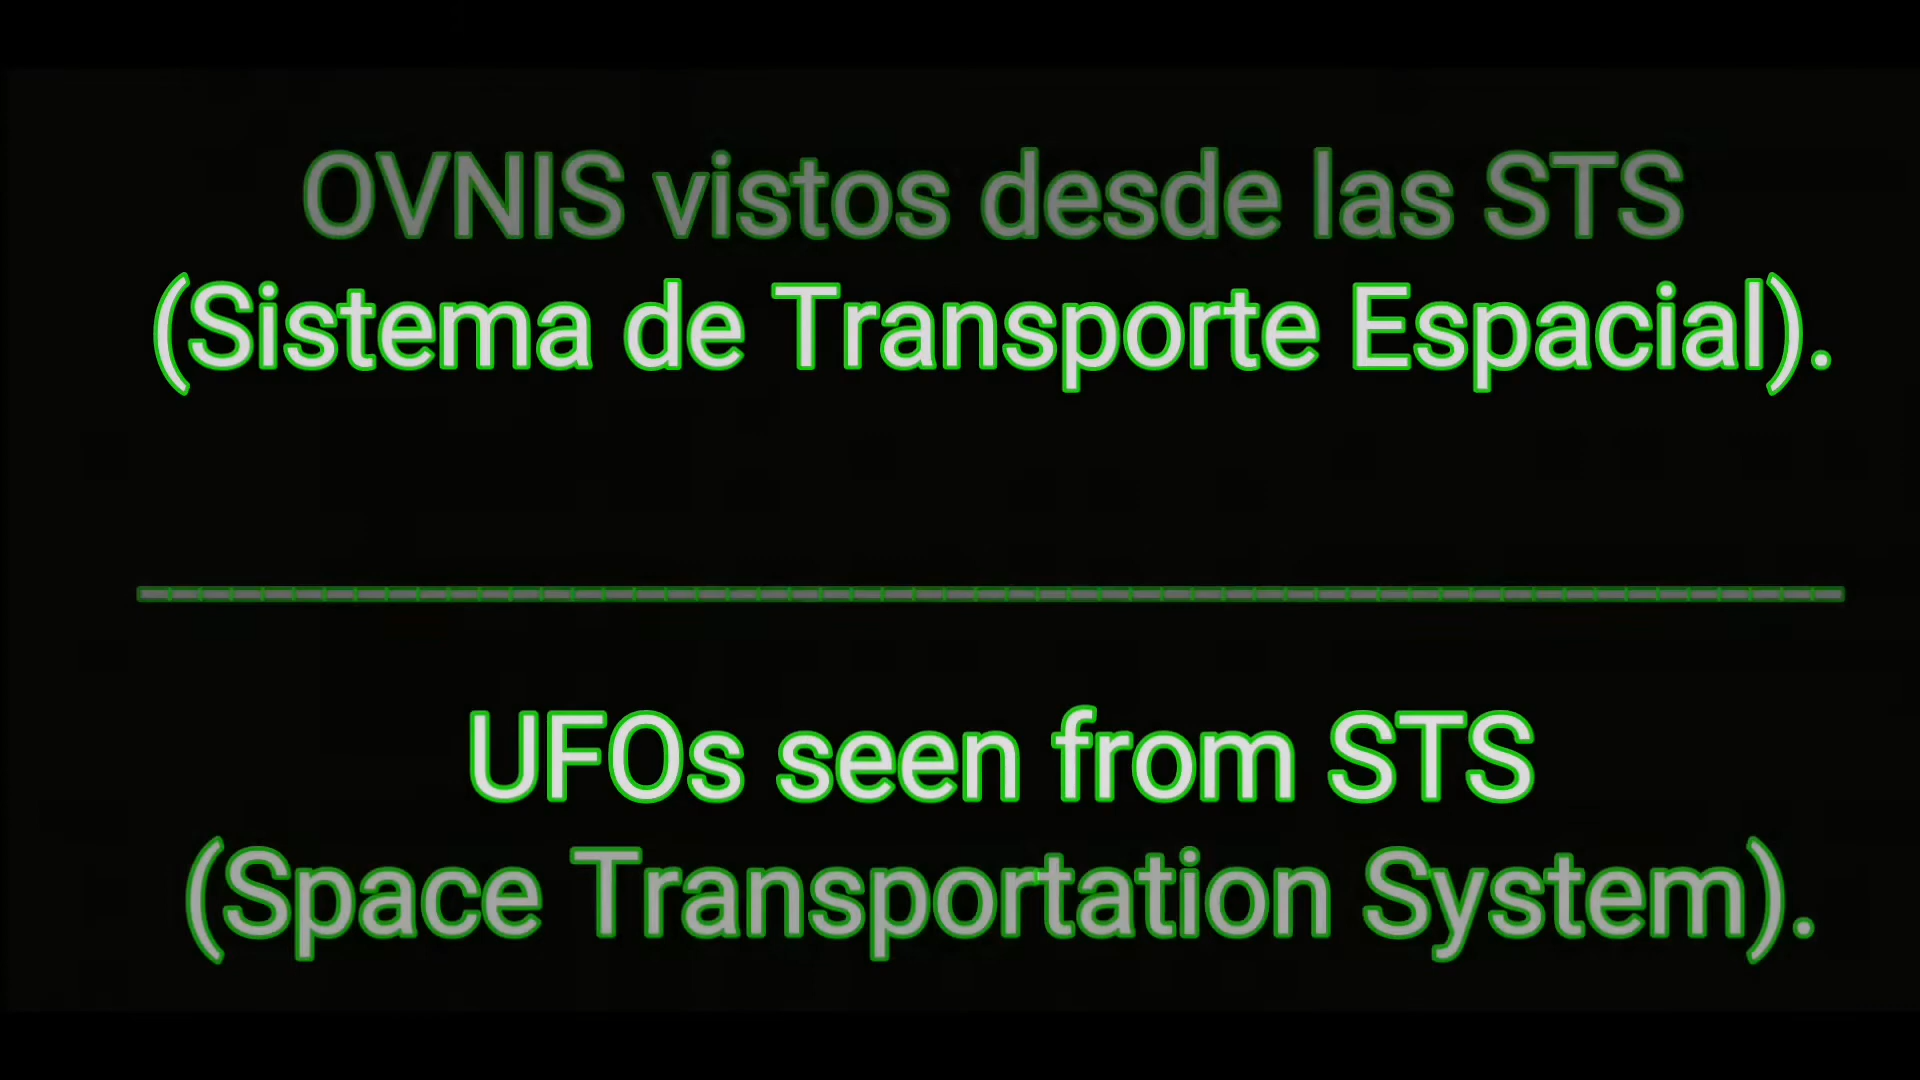 OVNIS vistos desde las STS
(Sistema de Transporte Espacial).
UFOs seen from STS
(Space Transportation System).